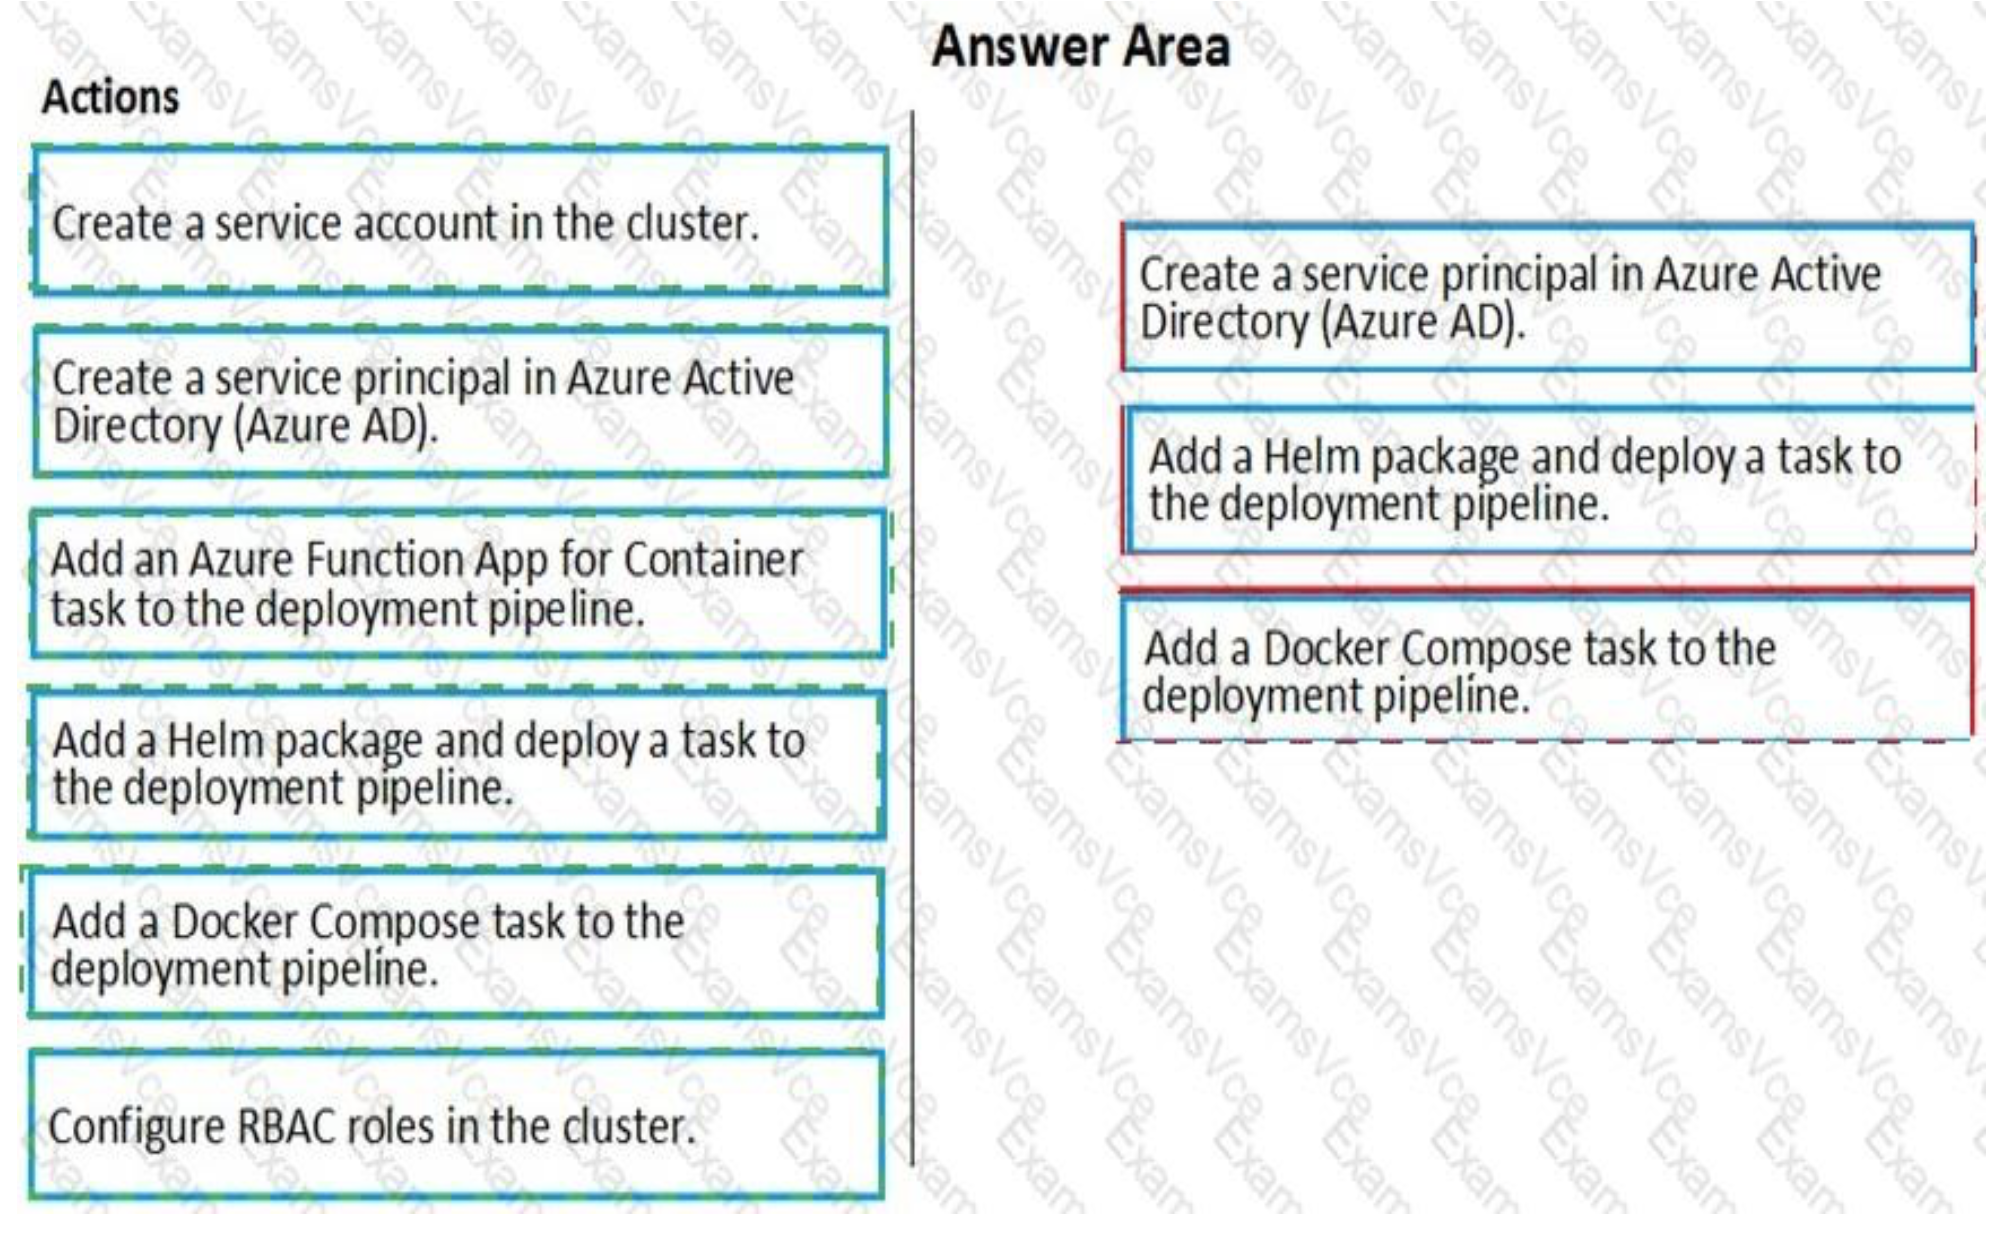 Answer Area
Actions
Create a service account in the cluster.
Create a service principal in Azure Active
Directory (Azure AD).
Add an Azure Function App for Container
task to the deployment pipeline.
Add a Helm package and deploy a task to
the deployment pipeline.
Add a Docker Compose task to the
deployment pipeline.
Configure RBAC roles in the cluster.
Create a service principal in Azure Active
Directory (Azure AD).
Add a Helm package and deploy a task to
the deployment pipeline.
Add a Docker Compose task to the
deployment pipeline.
ExamsVce